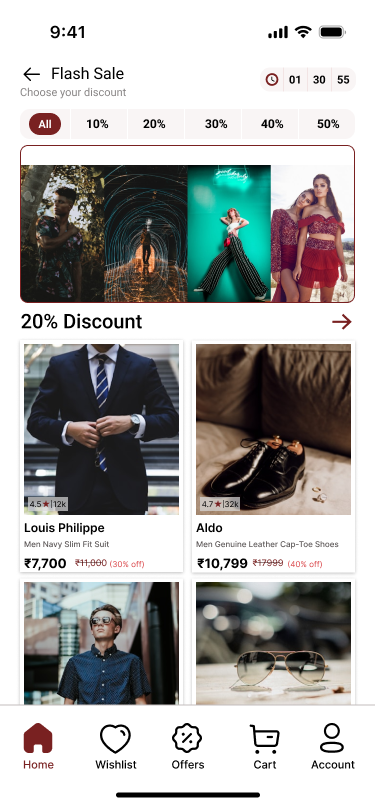 9:41
Flash Sale
01 30 55
Choose your discount
All 10% 20% 30% 40% 50%
20% Discount
4.5★|12k
4.7★|32k
Louis Philippe
Men Navy Slim Fit Suit
₹7,700 ₹11,000 (30% off)
Aldo
Men Genuine Leather Cap-Toe Shoes
₹10,799 ₹17999 (40% off)
Home Wishlist Offers Cart Account